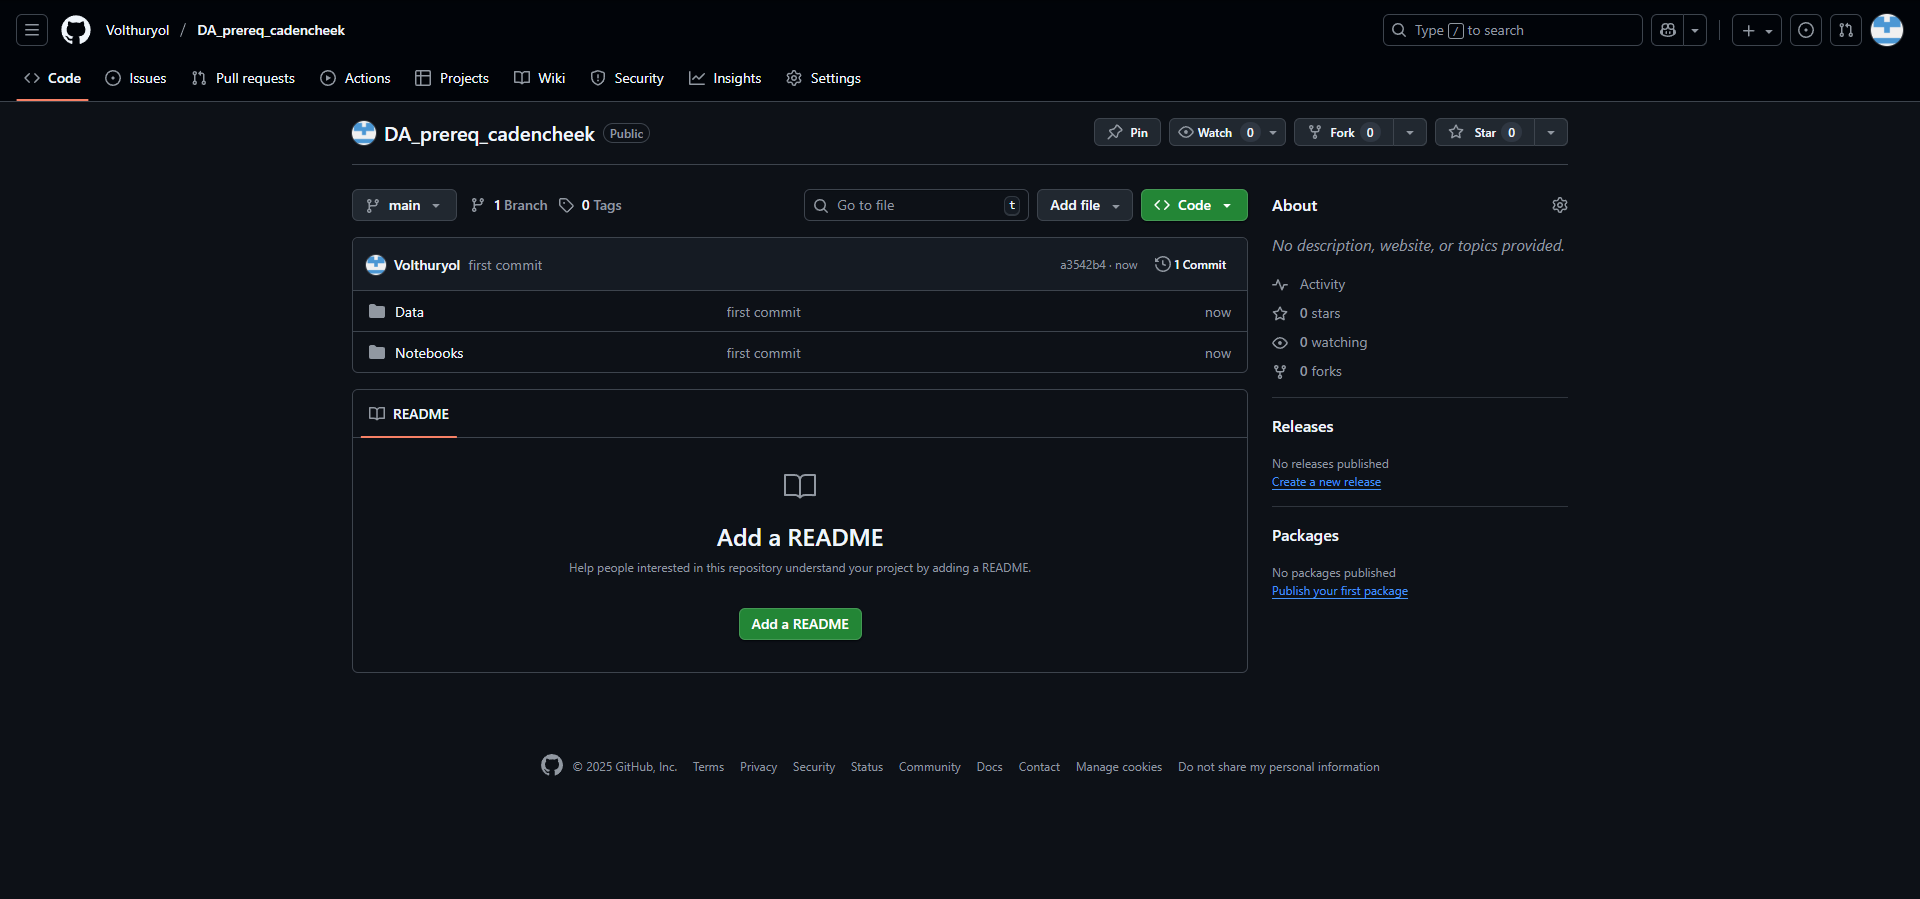 Volthuryol / DA_prereq_cadencheek Type / to search
Code Issues Pull requests Actions Projects Wiki Security Insights Settings
DA_prereq_cadencheek Public Pin Watch 0 Fork 0 Star 0
main 1 Branch 0 Tags Go to file t Add file Code
Volthuryol first commit a3542b4 · now 1 Commit
Data first commit now
Notebooks first commit now
README
Add a README
Help people interested in this repository understand your project by adding a README.
Add a README
About
No description, website, or topics provided.
Activity
0 stars
0 watching
0 forks
Releases
No releases published
Create a new release
Packages
No packages published
Publish your first package
© 2025 GitHub, Inc. Terms Privacy Security Status Community Docs Contact Manage cookies Do not share my personal information